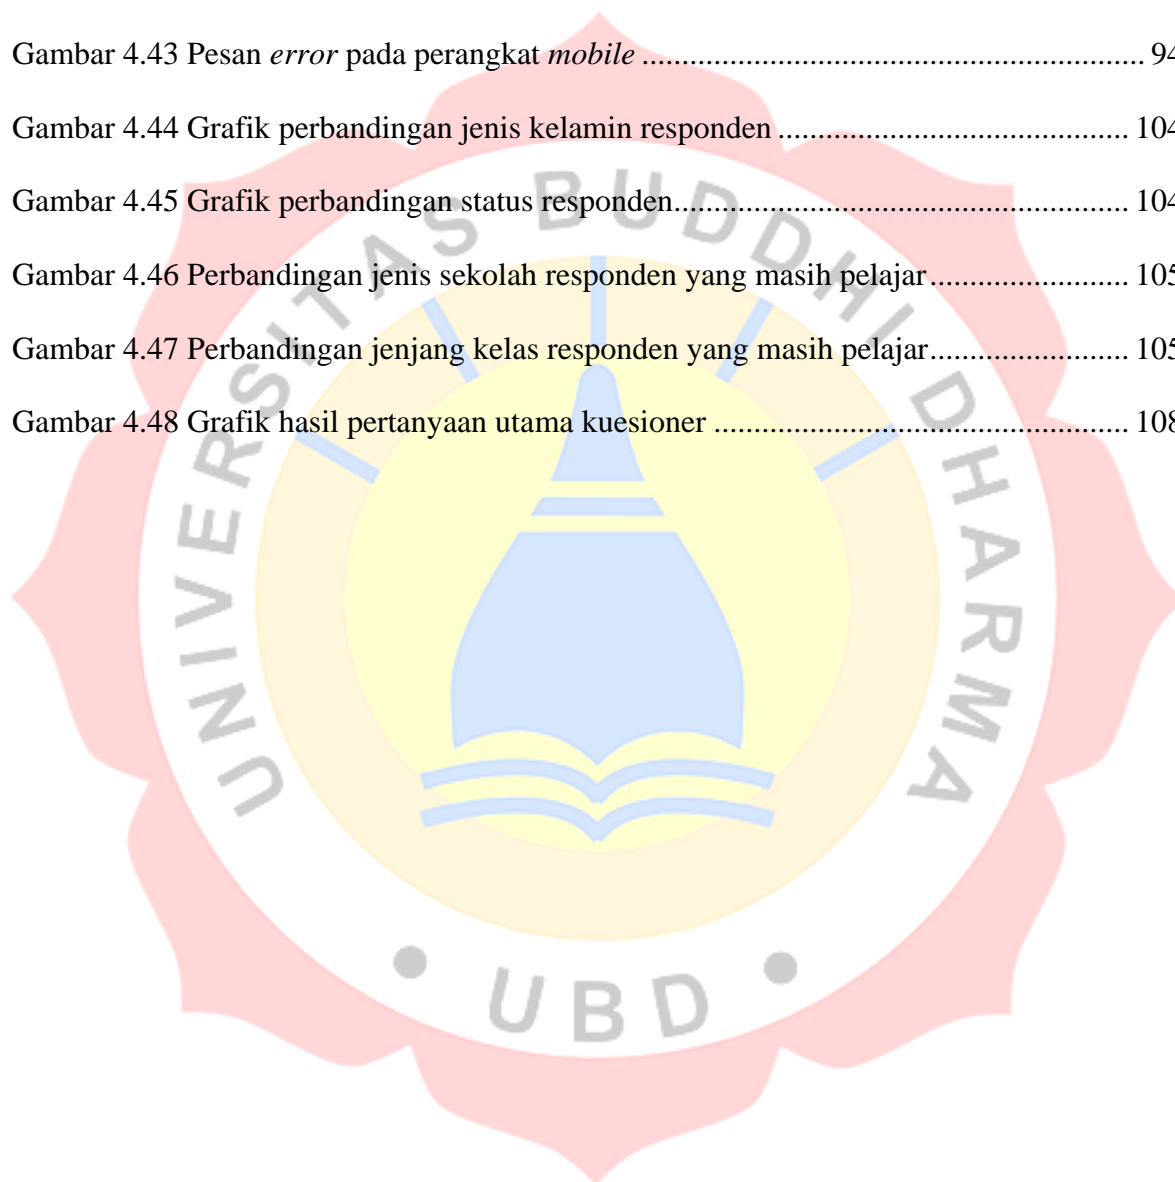 Gambar 4.43 Pesan error pada perangkat mobile ............................................................... 94
Gambar 4.44 Grafik perbandingan jenis kelamin responden ............................................ 104
Gambar 4.45 Grafik perbandingan status responden......................................................... 104
Gambar 4.46 Perbandingan jenis sekolah responden yang masih pelajar......................... 105
Gambar 4.47 Perbandingan jenjang kelas responden yang masih pelajar......................... 105
Gambar 4.48 Grafik hasil pertanyaan utama kuesioner .................................................... 108
UNIVERSITAS BUDDHI DHARMA
• UBD •